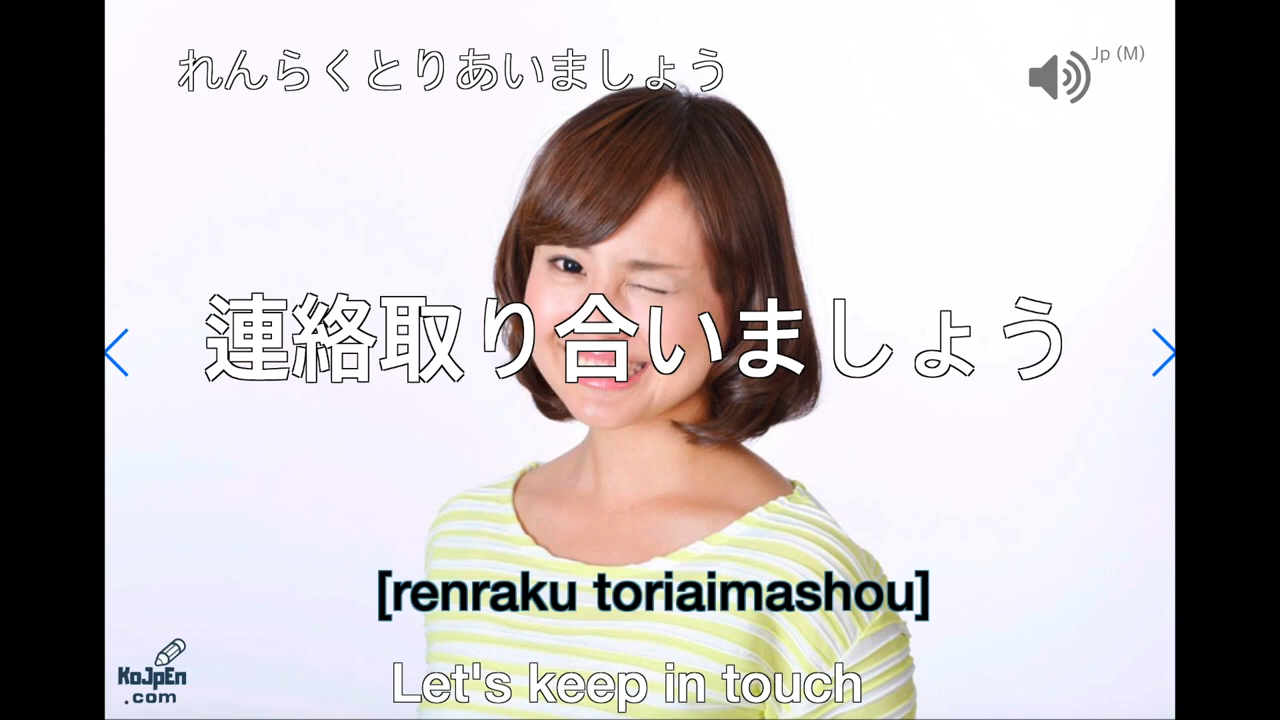 れんらくとりあいましょう
Jp (M)
連絡取り合いましょう
[renraku toriaimashou]
Let's keep in touch
KoJpEn
.com